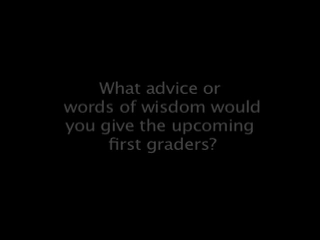 What advice or
words of wisdom would
you give the upcoming
first graders?